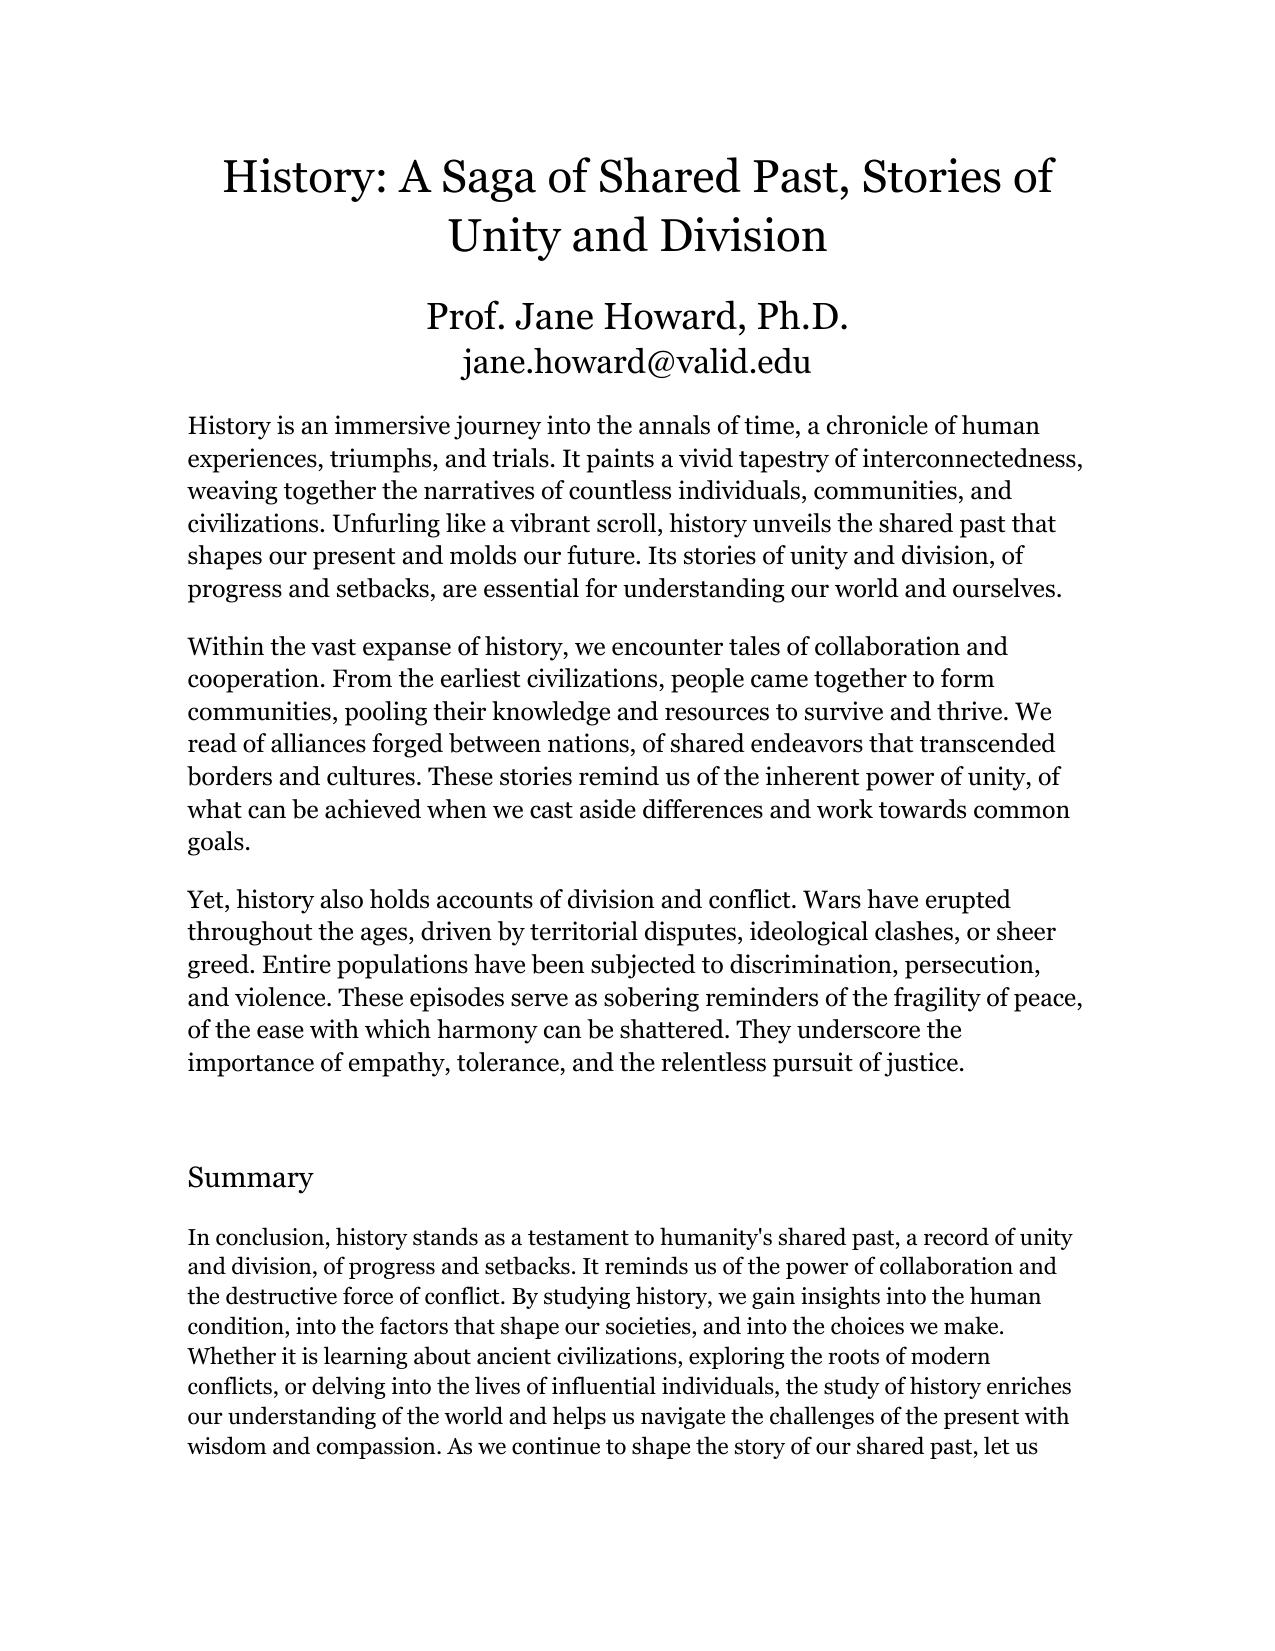 History: A Saga of Shared Past, Stories of
Unity and Division
Prof. Jane Howard, Ph.D.
jane.howard@valid.edu
History is an immersive journey into the annals of time, a chronicle of human
experiences, triumphs, and trials. It paints a vivid tapestry of interconnectedness,
weaving together the narratives of countless individuals, communities, and
civilizations. Unfurling like a vibrant scroll, history unveils the shared past that
shapes our present and molds our future. Its stories of unity and division, of
progress and setbacks, are essential for understanding our world and ourselves.
Within the vast expanse of history, we encounter tales of collaboration and
cooperation. From the earliest civilizations, people came together to form
communities, pooling their knowledge and resources to survive and thrive. We
read of alliances forged between nations, of shared endeavors that transcended
borders and cultures. These stories remind us of the inherent power of unity, of
what can be achieved when we cast aside differences and work towards common
goals.
Yet, history also holds accounts of division and conflict. Wars have erupted
throughout the ages, driven by territorial disputes, ideological clashes, or sheer
greed. Entire populations have been subjected to discrimination, persecution,
and violence. These episodes serve as sobering reminders of the fragility of peace,
of the ease with which harmony can be shattered. They underscore the
importance of empathy, tolerance, and the relentless pursuit of justice.
Summary
In conclusion, history stands as a testament to humanity's shared past, a record of unity
and division, of progress and setbacks. It reminds us of the power of collaboration and
the destructive force of conflict. By studying history, we gain insights into the human
condition, into the factors that shape our societies, and into the choices we make.
Whether it is learning about ancient civilizations, exploring the roots of modern
conflicts, or delving into the lives of influential individuals, the study of history enriches
our understanding of the world and helps us navigate the challenges of the present with
wisdom and compassion. As we continue to shape the story of our shared past, let us